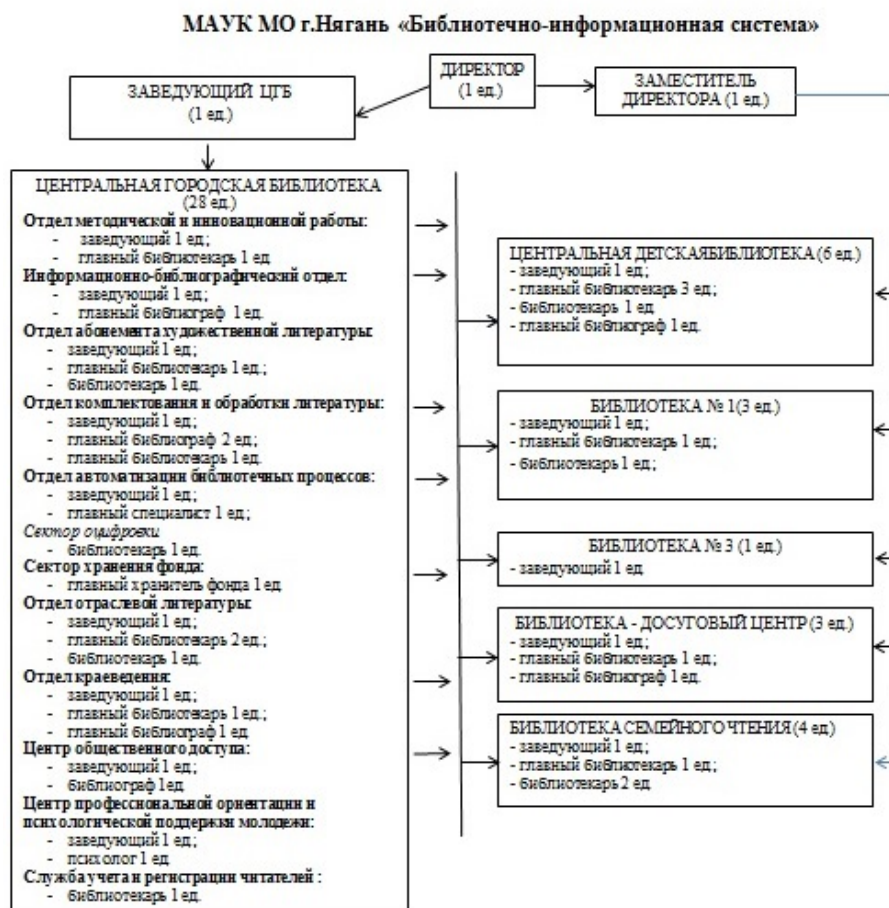 МАУК МО г.Нягань «Библиотечно-информационная система»
ДИРЕКТОР
(1 ед.)
ЗАВЕДУЮЩИЙ ЦГБ
(1 ед.)
ЗАМЕСТИТЕЛЬ
ДИРЕКТОРА (1 ед.)
ЦЕНТРАЛЬНАЯ ГОРОДСКАЯ БИБЛИОТЕКА
(28 ед.)
Отдел методической и инновационной работы:
- заведующий 1 ед.;
- главный библиотекарь 1 ед.
Информационно-библиографический отдел:
- заведующий 1 ед.;
- главный библиограф 1 ед.
Отдел абонемента художественной литературы:
- заведующий 1 ед.;
- главный библиотекарь 1 ед.;
- библиотекарь 1 ед.
Отдел комплектования и обработки литературы:
- заведующий 1 ед.;
- главный библиограф 2 ед.;
- главный библиотекарь 1 ед.
Отдел автоматизации библиотечных процессов:
- заведующий 1 ед.;
- главный специалист 1 ед.;
Сектор оцифровки
- библиотекарь 1 ед.
Сектор хранения фонда:
- главный хранитель фонда 1 ед.
Отдел отраслевой литературы:
- заведующий 1 ед.;
- главный библиотекарь 2 ед.;
- библиотекарь 1 ед.
Отдел краеведения:
- заведующий 1 ед.;
- главный библиотекарь 1 ед.;
- главный библиограф 1 ед.
Центр общественного доступа:
- заведующий 1 ед.;
- библиограф 1 ед.
Центр профессиональной ориентации и
психологической поддержки молодежи:
- заведующий 1 ед.;
- психолог 1 ед.
Служба учета и регистрации читателей :
- библиотекарь 1 ед.
ЦЕНТРАЛЬНАЯ ДЕТСКАЯБИБЛИОТЕКА (6 ед.)
- заведующий 1 ед.;
- главный библиотекарь 3 ед.;
- библиотекарь 1 ед.
- главный библиограф 1 ед.
БИБЛИОТЕКА № 1 (3 ед.)
- заведующий 1 ед.;
- главный библиотекарь 1 ед.;
- библиотекарь 1 ед.;
БИБЛИОТЕКА № 3 (1 ед.)
- заведующий 1 ед.
БИБЛИОТЕКА - ДОСУГОВЫЙ ЦЕНТР (3 ед.)
- заведующий 1 ед.;
- главный библиотекарь 1 ед.;
- главный библиограф 1 ед.
БИБЛИОТЕКА СЕМЕЙНОГО ЧТЕНИЯ (4 ед.)
- заведующий 1 ед.;
- главный библиотекарь 1 ед.;
- библиотекарь 2 ед.